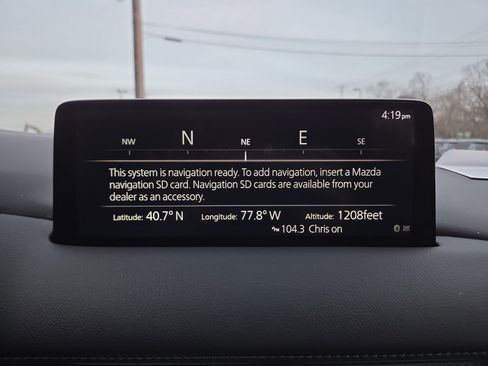 4:19pm
NW N NE E SE
This system is navigation ready. To add navigation, insert a Mazda
navigation SD card. Navigation SD cards are available from your
dealer as an accessory.
Latitude: 40.7° N Longitude: 77.8° W Altitude: 1208feet
FM 104.3 Chris on